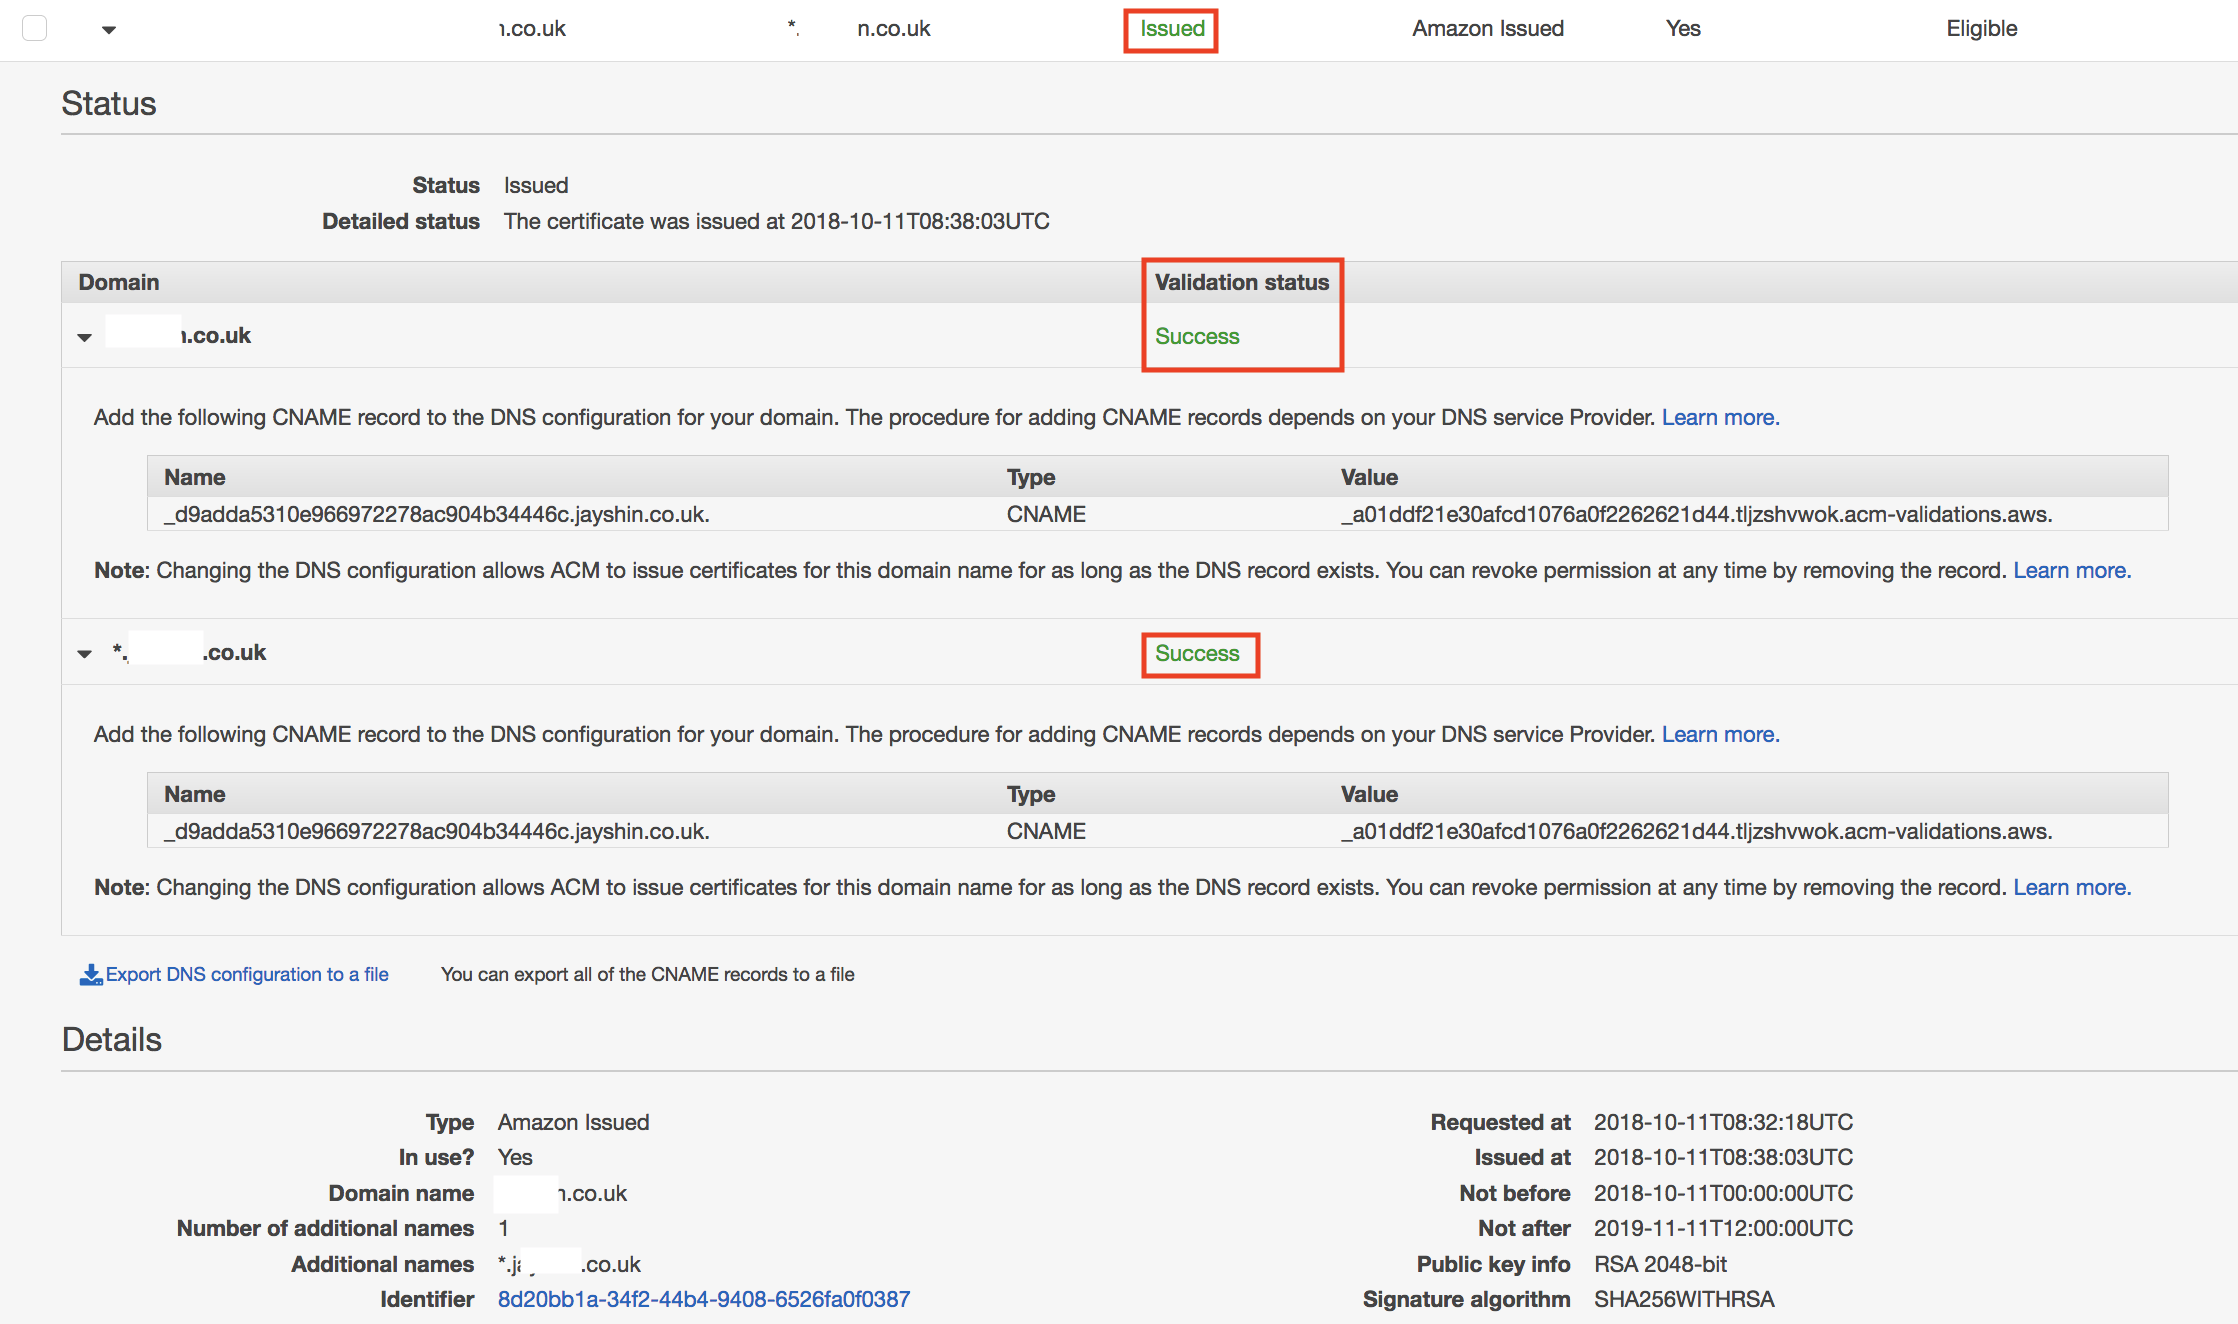 .co.uk *. n.co.uk Issued Amazon Issued Yes Eligible
Status
Status Issued
Detailed status The certificate was issued at 2018-10-11T08:38:03UTC
Domain Validation status
.co.uk Success
Add the following CNAME record to the DNS configuration for your domain. The procedure for adding CNAME records depends on your DNS service Provider. Learn more.
Name Type Value
_d9adda5310e966972278ac904b34446c.jayshin.co.uk. CNAME _a01ddf21e30afcd1076a0f2262621d44.tljzshvwok.acm-validations.aws.
Note: Changing the DNS configuration allows ACM to issue certificates for this domain name for as long as the DNS record exists. You can revoke permission at any time by removing the record. Learn more.
*. .co.uk Success
Add the following CNAME record to the DNS configuration for your domain. The procedure for adding CNAME records depends on your DNS service Provider. Learn more.
Name Type Value
_d9adda5310e966972278ac904b34446c.jayshin.co.uk. CNAME _a01ddf21e30afcd1076a0f2262621d44.tljzshvwok.acm-validations.aws.
Note: Changing the DNS configuration allows ACM to issue certificates for this domain name for as long as the DNS record exists. You can revoke permission at any time by removing the record. Learn more.
Export DNS configuration to a file You can export all of the CNAME records to a file
Details
Type Amazon Issued Requested at 2018-10-11T08:32:18UTC
In use? Yes Issued at 2018-10-11T08:38:03UTC
Domain name .co.uk Not before 2018-10-11T00:00:00UTC
Number of additional names 1 Not after 2019-11-11T12:00:00UTC
Additional names *.j .co.uk Public key info RSA 2048-bit
Identifier 8d20bb1a-34f2-44b4-9408-6526fa0f0387 Signature algorithm SHA256WITHRSA